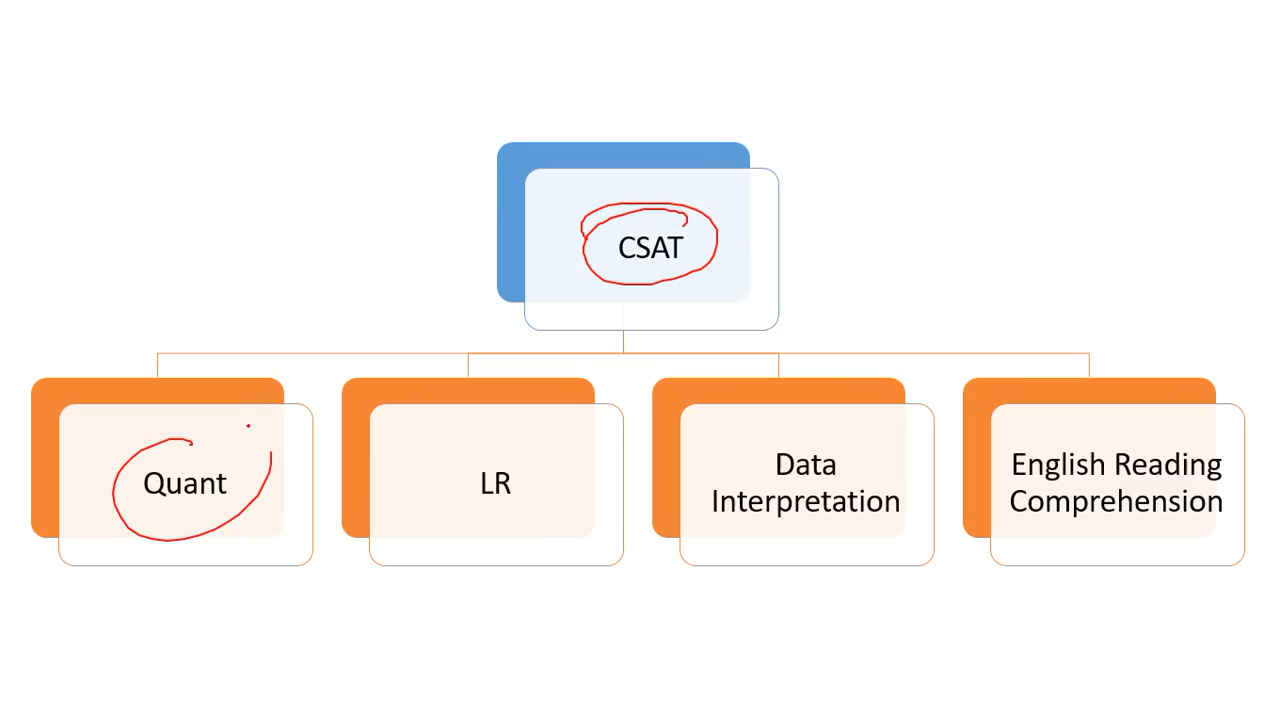 CSAT
Quant
LR
Data
Interpretation
English Reading
Comprehension